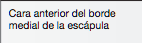 Cara anterior del borde
medial de la escápula